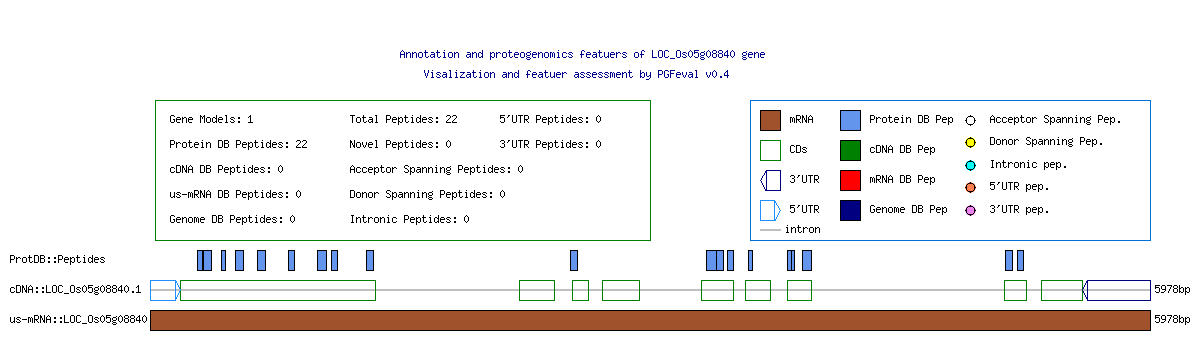 Annotation and proteogenomics featuers of LOC_Os05g08840 gene
Visalization and featuer assessment by PGFeval v0.4
Gene Models: 1 Total Peptides: 22 5'UTR Peptides: 0
Protein DB Peptides: 22 Novel Peptides: 0 3'UTR Peptides: 0
cDNA DB Peptides: 0 Acceptor Spanning Peptides: 0
us-mRNA DB Peptides: 0 Donor Spanning Peptides: 0
Genome DB Peptides: 0 Intronic Peptides: 0
mRNA Protein DB Pep Acceptor Spanning Pep.
CDs cDNA DB Pep Donor Spanning Pep.
3'UTR mRNA DB Pep Intronic pep.
5'UTR Genome DB Pep 5'UTR pep.
intron 3'UTR pep.
ProtDB::Peptides
cDNA::LOC_Os05g08840.1 5978bp
us-mRNA::LOC_Os05g08840 5978bp